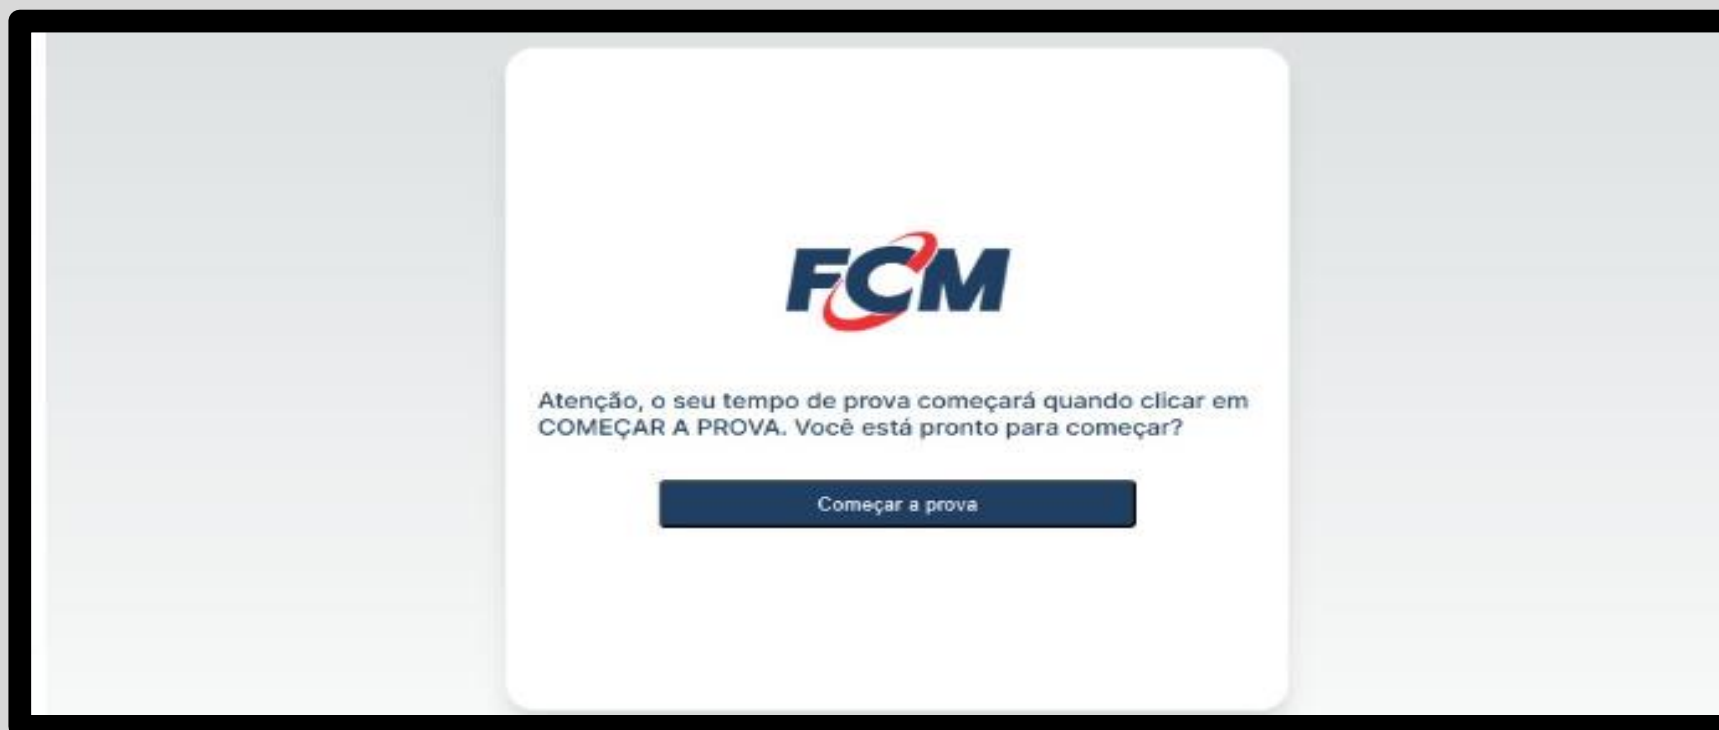 FCM
Atenção, o seu tempo de prova começará quando clicar em
COMEÇAR A PROVA. Você está pronto para começar?
Começar a prova